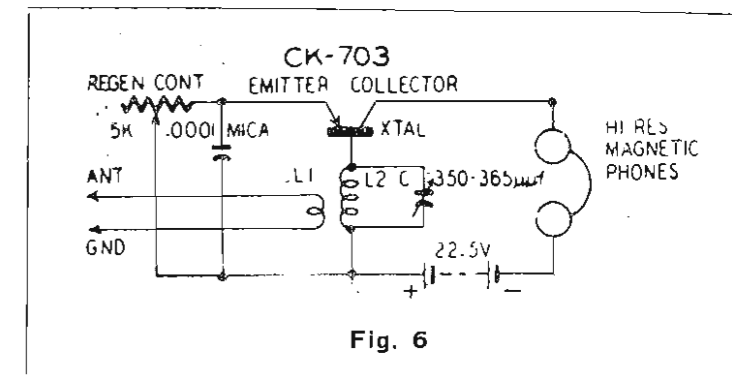 CK-703
REGEN CONT EMITTER COLLECTOR
5K .0001 MICA XTAL
HI RES
MAGNETIC
PHONES
ANT L1 L2 C 350-365μμf
GND
22.5V
+ −
Fig. 6